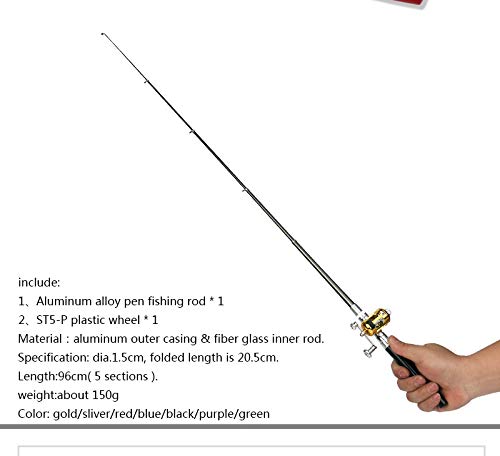 include:
1、Aluminum alloy pen fishing rod * 1
2、ST5-P plastic wheel * 1
Material：aluminum outer casing & fiber glass inner rod.
Specification: dia.1.5cm, folded length is 20.5cm.
Length:96cm( 5 sections ).
weight:about 150g
Color: gold/sliver/red/blue/black/purple/green